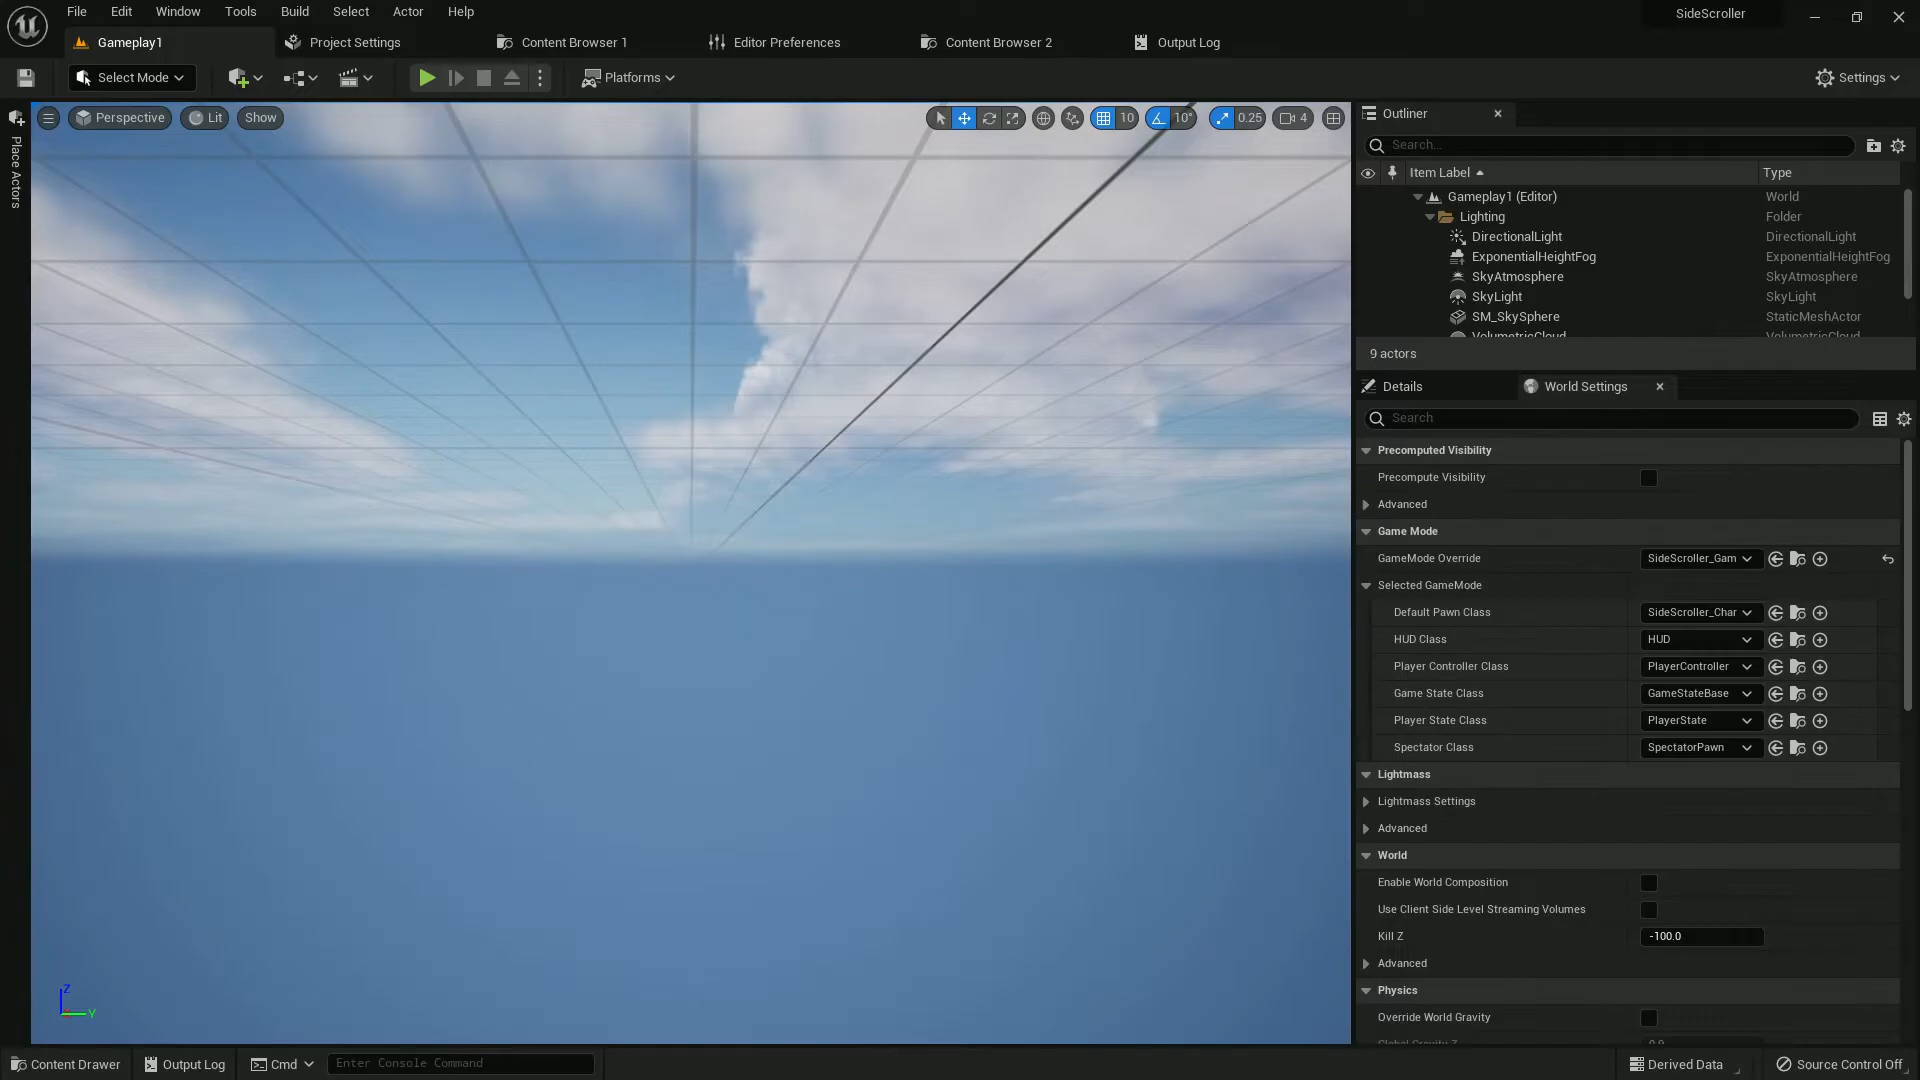 File Edit Window Tools Build Select Actor Help
SideScroller
Gameplay1
Project Settings
Content Browser 1
Editor Preferences
Content Browser 2
Output Log
Select Mode
Platforms
Settings
Place Actors
Perspective
Lit
Show
10
10°
0.25
4
Outliner
Search...
Item Label
Type
Gameplay1 (Editor) World
Lighting Folder
DirectionalLight DirectionalLight
ExponentialHeightFog ExponentialHeightFog
SkyAtmosphere SkyAtmosphere
SkyLight SkyLight
SM_SkySphere StaticMeshActor
VolumetricCloud VolumetricCloud
9 actors
Details
World Settings
Search
Precomputed Visibility
Precompute Visibility
Advanced
Game Mode
GameMode Override SideScroller_Gam
Selected GameMode
Default Pawn Class SideScroller_Char
HUD Class HUD
Player Controller Class PlayerController
Game State Class GameStateBase
Player State Class PlayerState
Spectator Class SpectatorPawn
Lightmass
Lightmass Settings
Advanced
World
Enable World Composition
Use Client Side Level Streaming Volumes
Kill Z -100.0
Advanced
Physics
Override World Gravity
Z
Y
Content Drawer
Output Log
Cmd
Enter Console Command
Derived Data
Source Control Off